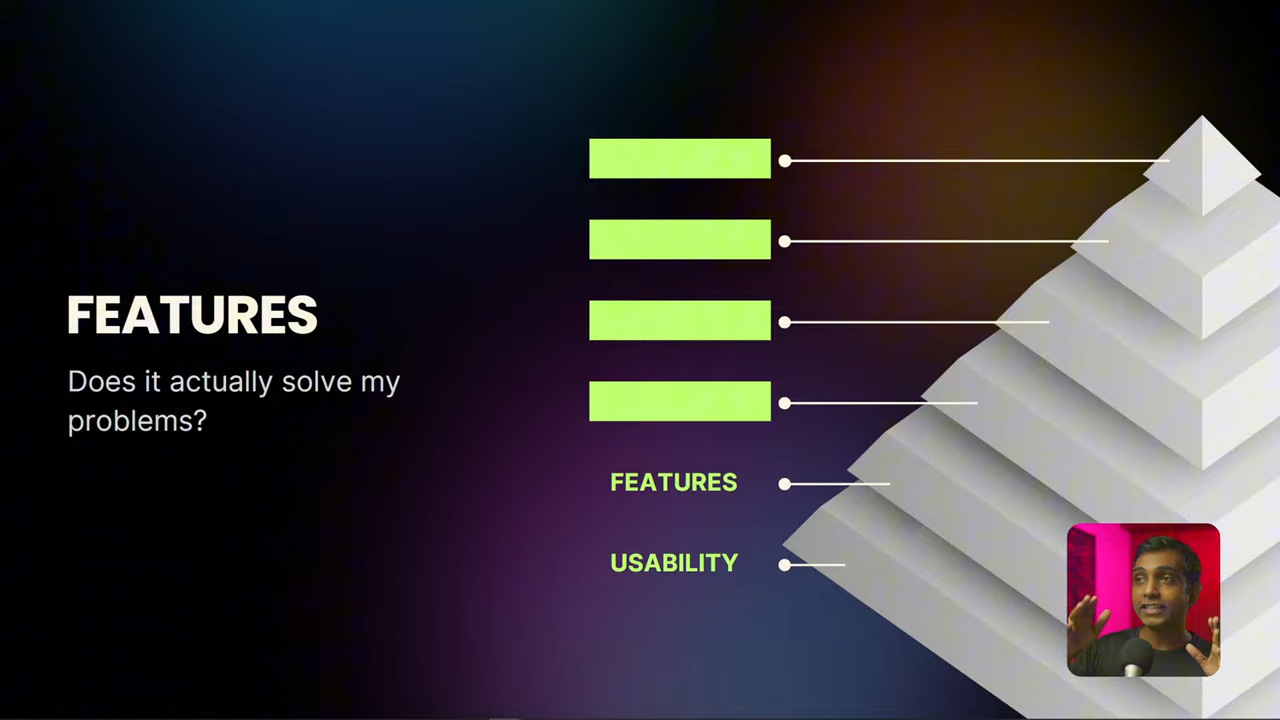 FEATURES
Does it actually solve my
problems?
FEATURES
USABILITY